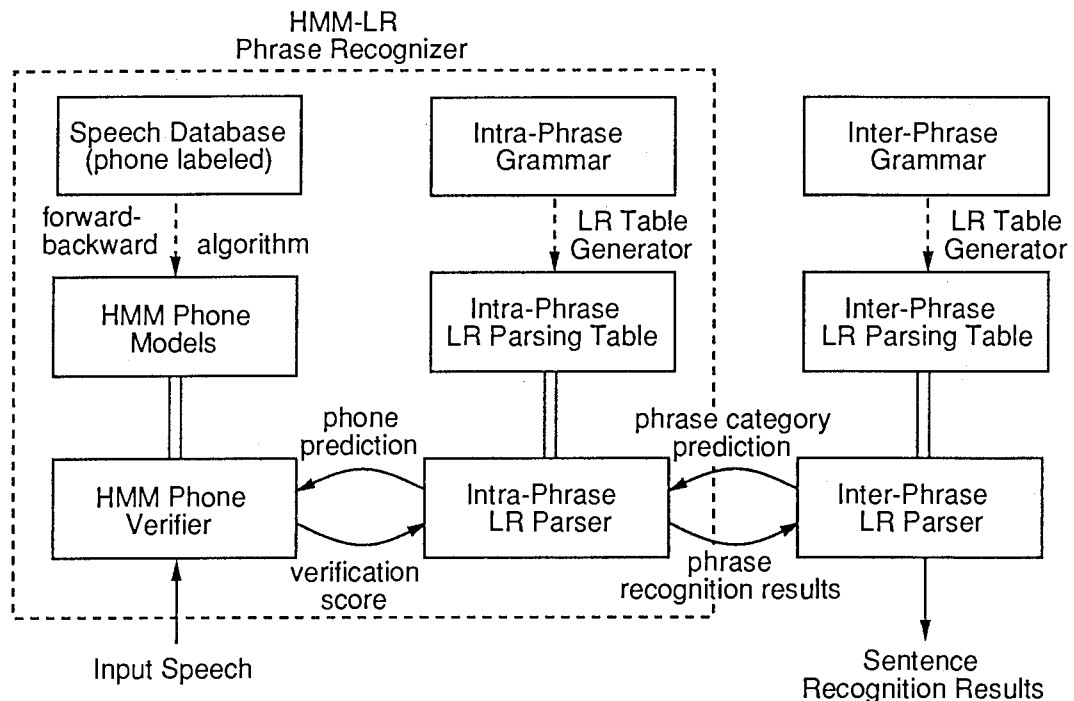 HMM-LR
Phrase Recognizer
Speech Database
(phone labeled)
Intra-Phrase
Grammar
Inter-Phrase
Grammar
forward-
backward
algorithm
LR Table
Generator
LR Table
Generator
HMM Phone
Models
Intra-Phrase
LR Parsing Table
Inter-Phrase
LR Parsing Table
phone
prediction
phrase category
prediction
HMM Phone
Verifier
Intra-Phrase
LR Parser
Inter-Phrase
LR Parser
verification
score
phrase
recognition results
Input Speech
Sentence
Recognition Results